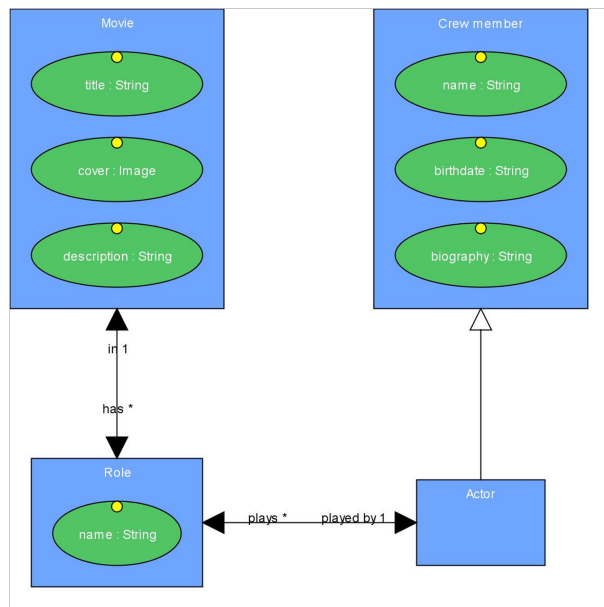 Movie
title : String
cover : Image
description : String
Crew member
name : String
birthdate : String
biography : String
in 1
has *
Role
name : String
plays *
played by 1
Actor